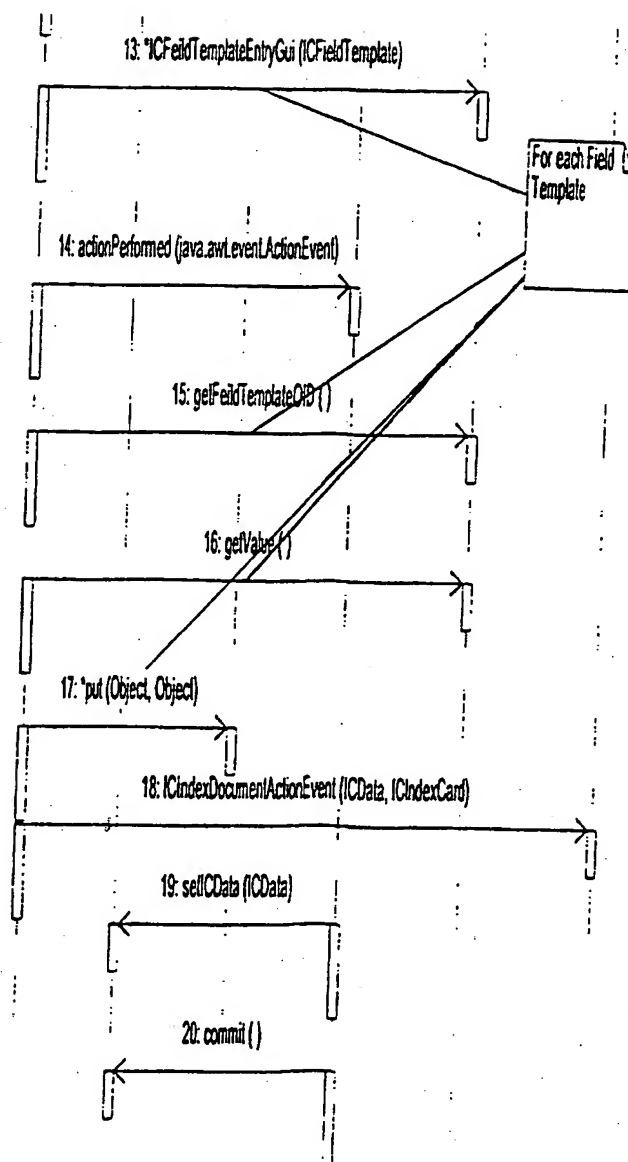 13: *ICFeildTemplateEntryGui (ICFieldTemplate)
For each Field
Template
14: actionPerformed (java.awt.event.ActionEvent)
15: getFeildTemplateOID ( )
16: getValue ( )
17: *put (Object, Object)
18: ICIndexDocumentActionEvent (ICData, ICIndexCard)
19: setICData (ICData)
20: commit ( )